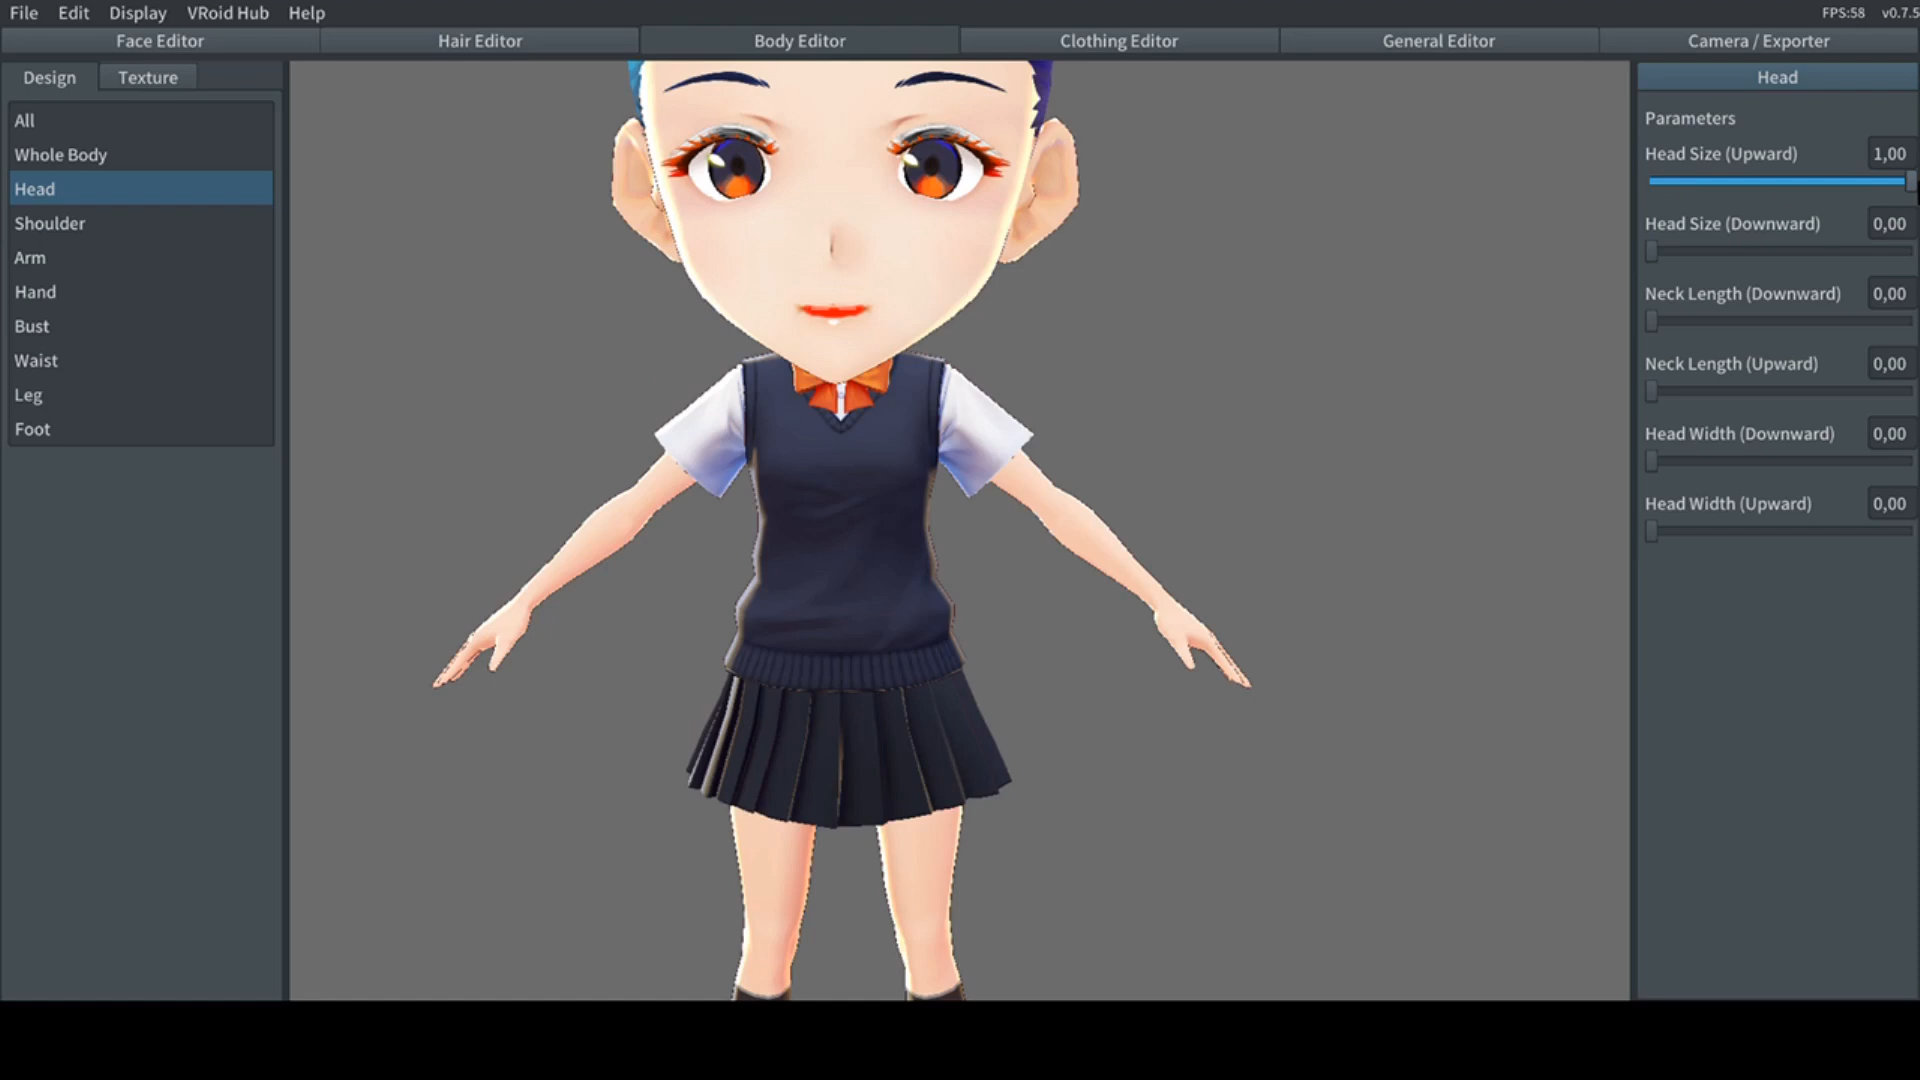 File Edit Display VRoid Hub Help FPS:58 v0.7.5
Face Editor Hair Editor Body Editor Clothing Editor General Editor Camera / Exporter
Design Texture
All
Whole Body
Head
Shoulder
Arm
Hand
Bust
Waist
Leg
Foot
Head
Parameters
Head Size (Upward) 1,00
Head Size (Downward) 0,00
Neck Length (Downward) 0,00
Neck Length (Upward) 0,00
Head Width (Downward) 0,00
Head Width (Upward) 0,00